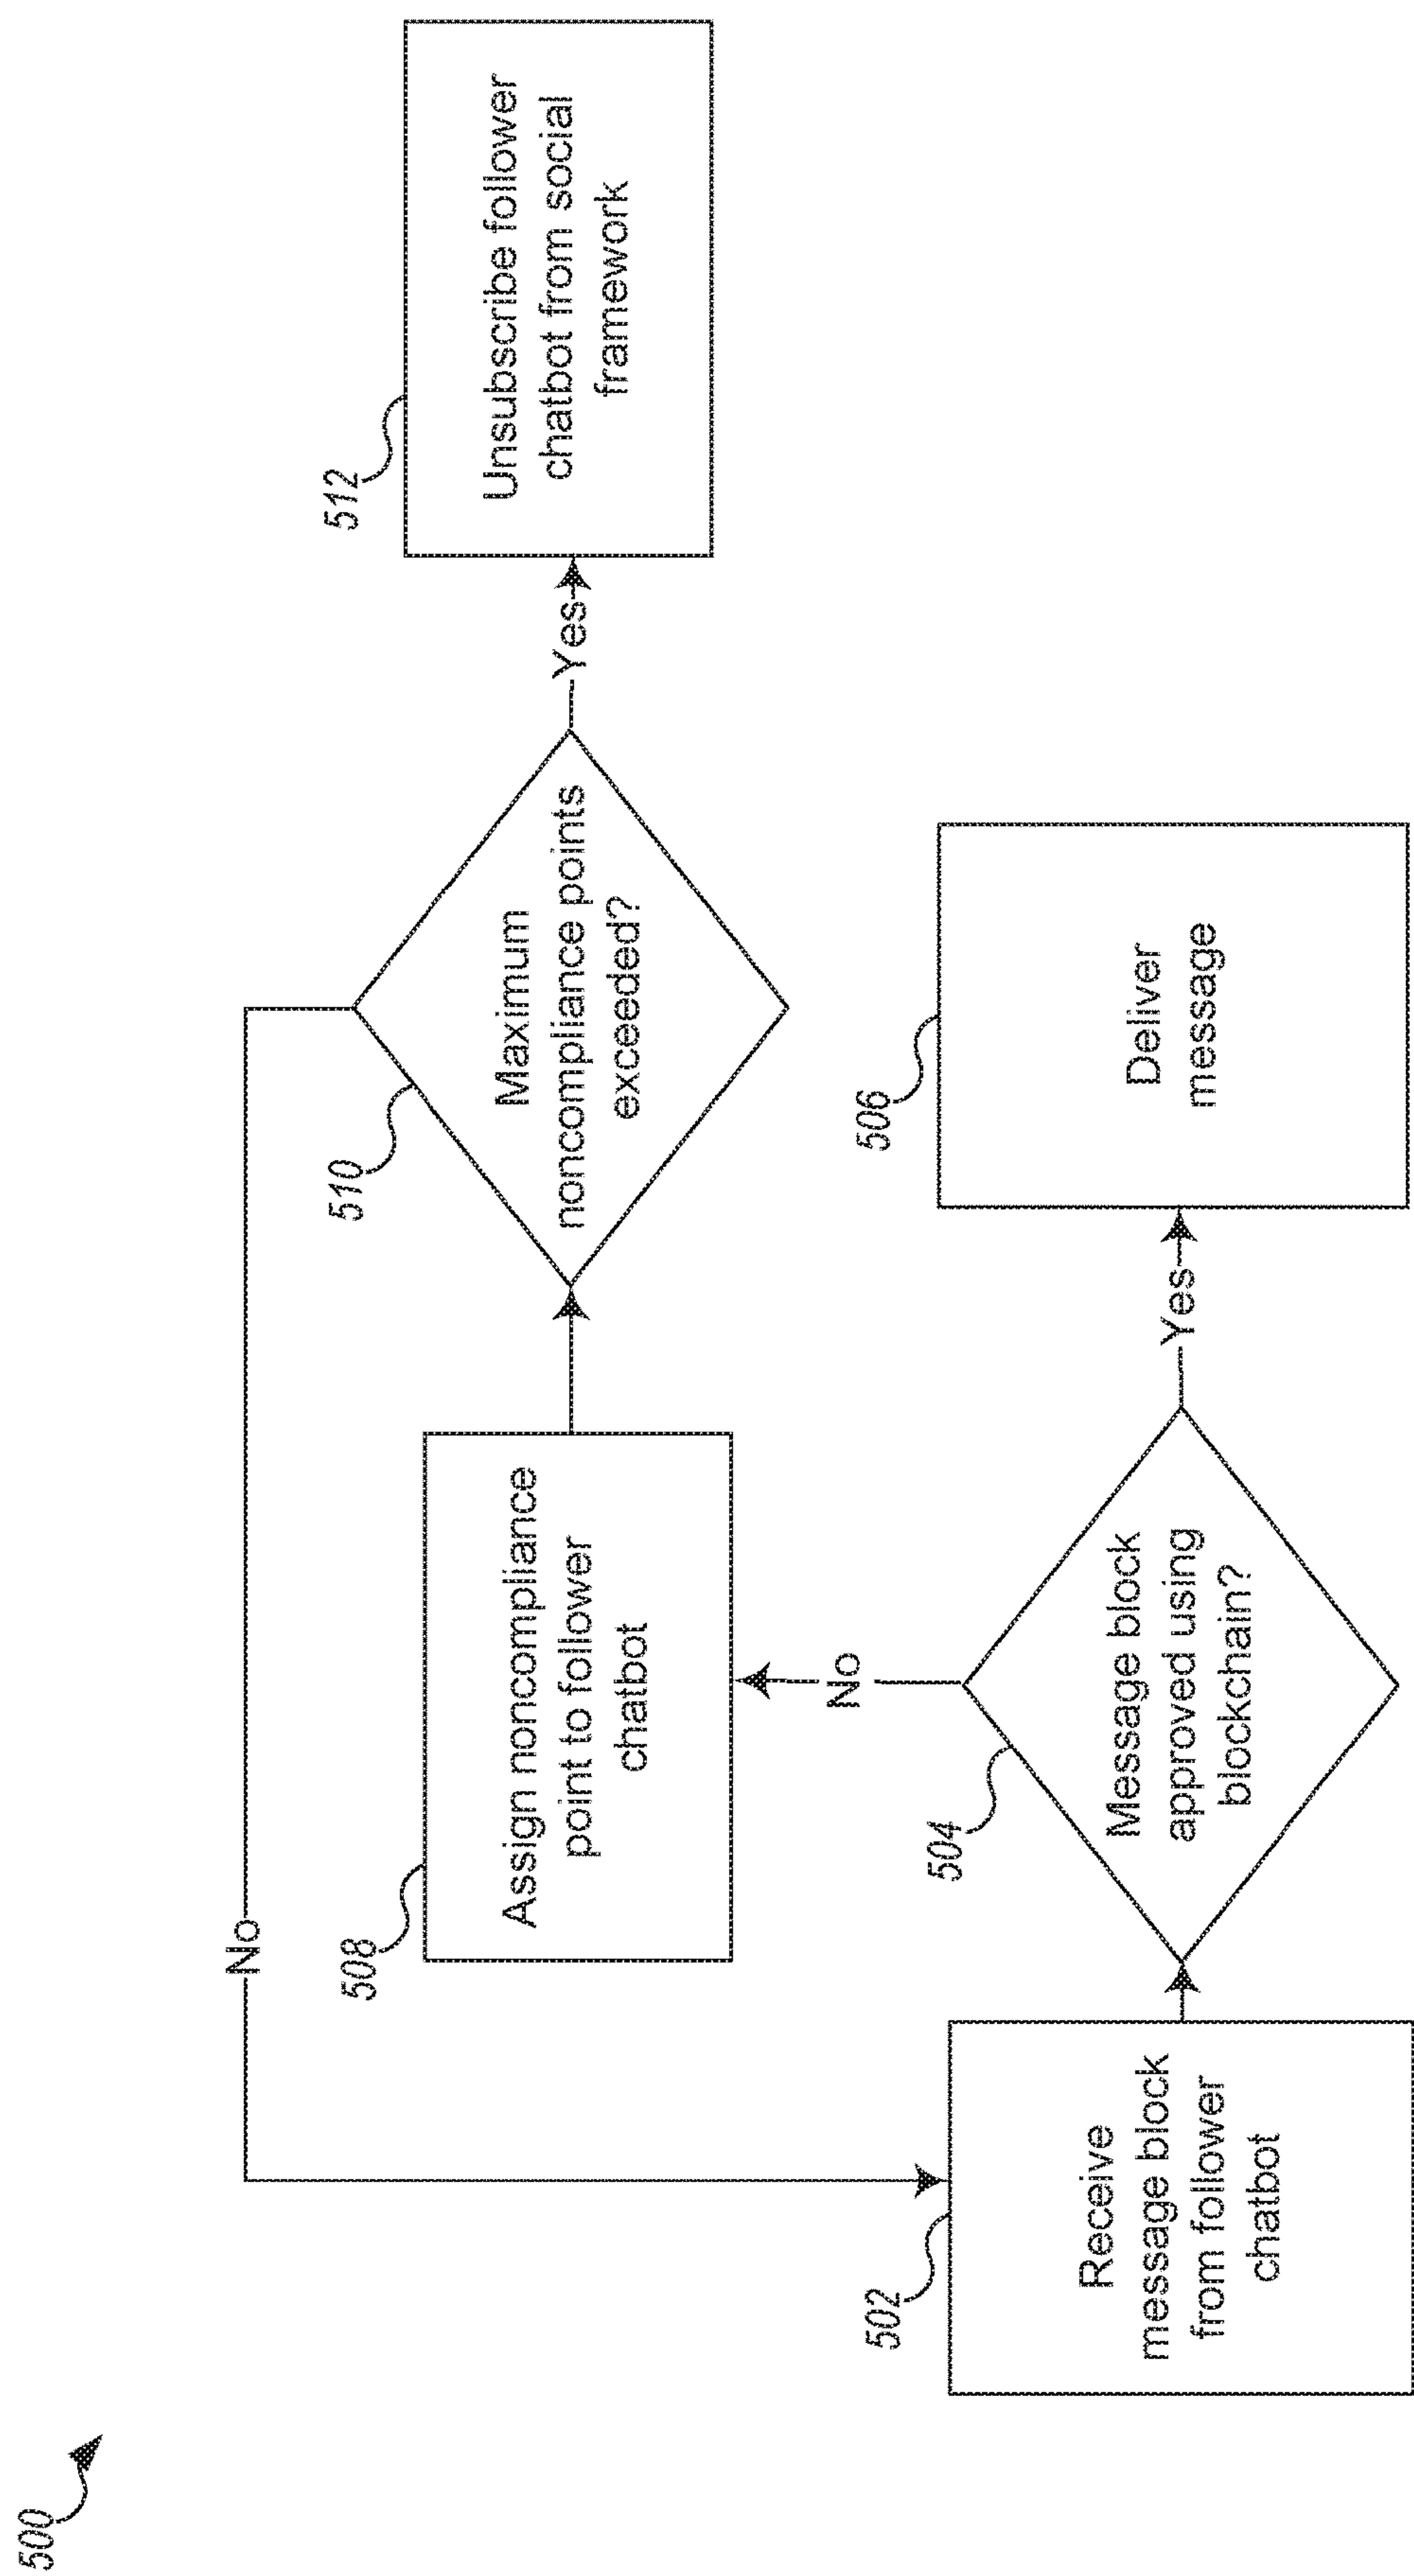 500
No
508
Assign noncompliance
point to follower
chatbot
510
Maximum
noncompliance points
exceeded?
Yes
512
Unsubscribe follower
chatbot from social
framework
No
502
Receive
message block
from follower
chatbot
504
Message block
approved using
blockchain?
Yes
506
Deliver
message